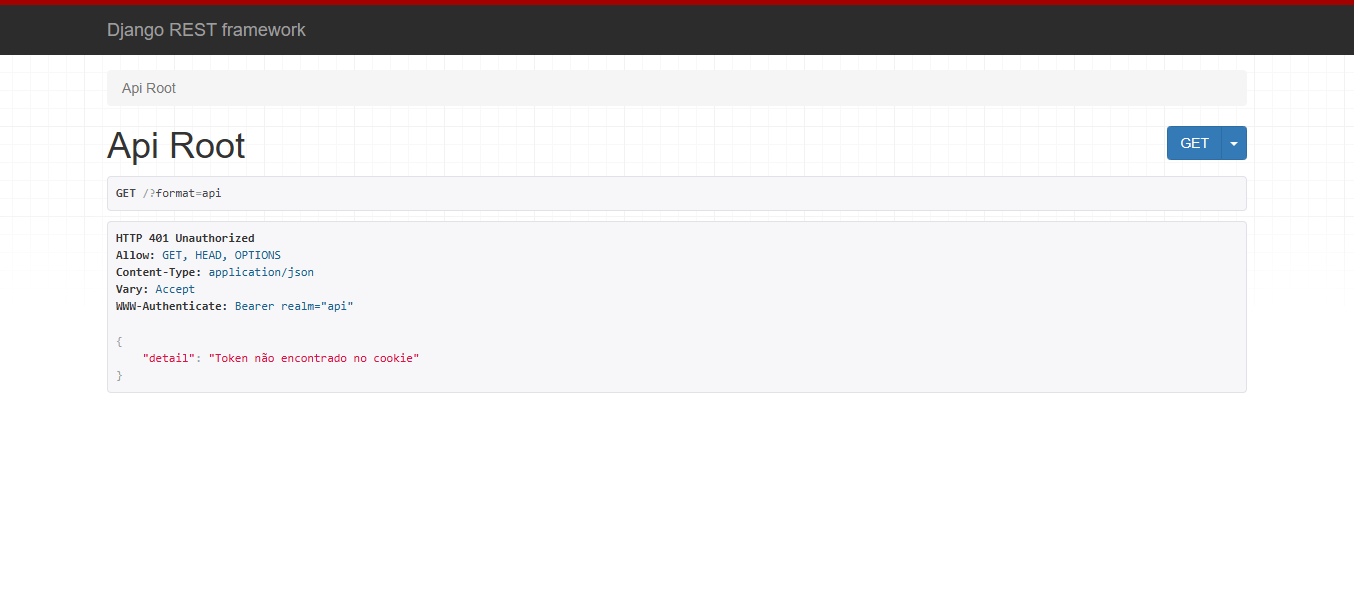 Django REST framework
Api Root
Api Root
GET
GET /?format=api
HTTP 401 Unauthorized
Allow: GET, HEAD, OPTIONS
Content-Type: application/json
Vary: Accept
WWW-Authenticate: Bearer realm="api"
{
"detail": "Token não encontrado no cookie"
}